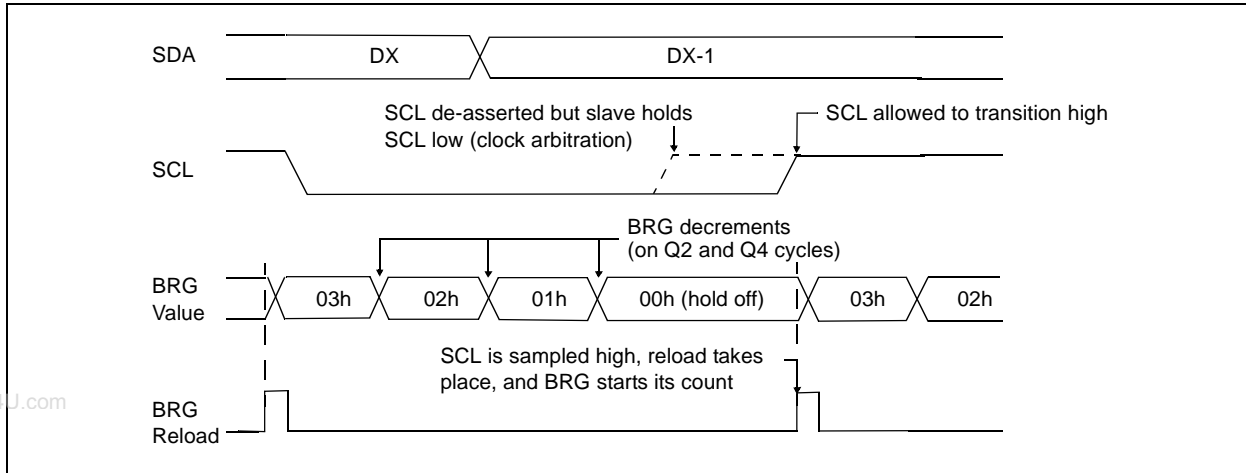 SDA
DX
DX-1
SCL de-asserted but slave holds
SCL low (clock arbitration)
SCL allowed to transition high
SCL
BRG decrements
(on Q2 and Q4 cycles)
BRG
Value
03h
02h
01h
00h (hold off)
03h
02h
SCL is sampled high, reload takes
place, and BRG starts its count
BRG
Reload
4U.com